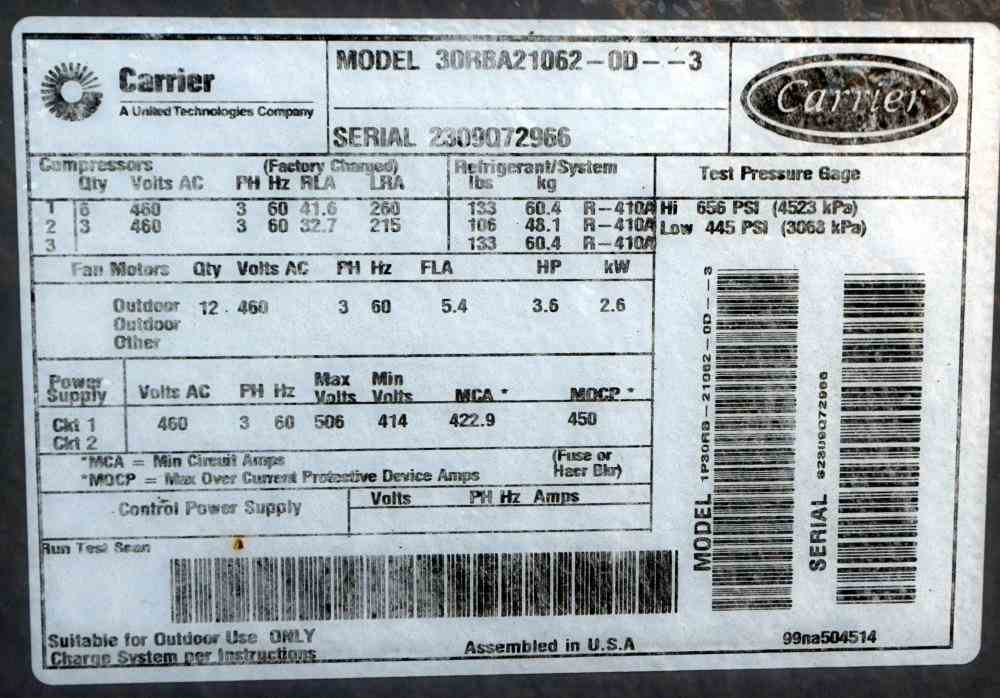 Carrier
A United Technologies Company
MODEL 30RBA21062-0D--3
SERIAL 2309Q72966
Carrier
Compressors (Factory Charged) Refrigerant/System
Qty Volts AC PH Hz RLA LRA lbs kg
1 6 460 3 60 41.6 260 133 60.4 R-410A
2 3 460 3 60 32.7 215 106 48.1 R-410A
3 133 60.4 R-410A
Test Pressure Gage
Hi 656 PSI (4523 kPa)
Low 445 PSI (3068 kPa)
Fan Motors Qty Volts AC PH Hz FLA HP kW
Outdoor 12 460 3 60 5.4 3.6 2.6
Outdoor
Other
Power Supply Volts AC PH Hz Max Volts Min Volts MCA * MOCP *
Ckt 1 460 3 60 506 414 422.9 450
Ckt 2
*MCA = Min Circuit Amps
*MOCP = Max Over Current Protective Device Amps
(Fuse or
Hacr Bkr)
Control Power Supply Volts PH Hz Amps
Run Test Scan
MODEL 1P30RB-21062-0D--3
SERIAL S2309Q72966
Suitable for Outdoor Use ONLY
Charge System per Instructions
Assembled in U.S.A
99na504514